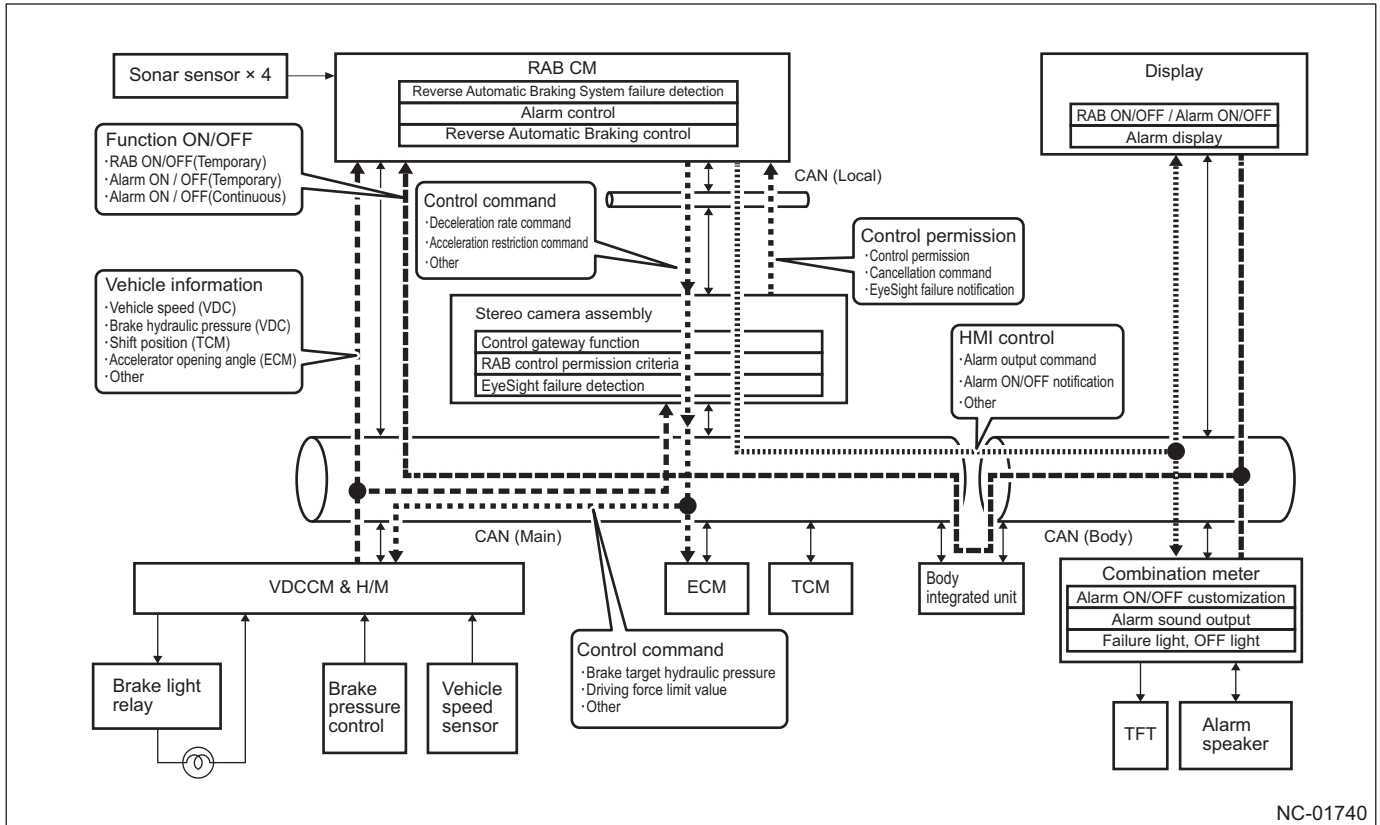 Sonar sensor × 4
RAB CM
Reverse Automatic Braking System failure detection
Alarm control
Reverse Automatic Braking control
Display
RAB ON/OFF / Alarm ON/OFF
Alarm display
Function ON/OFF
·RAB ON/OFF(Temporary)
·Alarm ON / OFF(Temporary)
·Alarm ON / OFF(Continuous)
CAN (Local)
Control command
·Deceleration rate command
·Acceleration restriction command
·Other
Control permission
·Control permission
·Cancellation command
·EyeSight failure notification
Vehicle information
·Vehicle speed (VDC)
·Brake hydraulic pressure (VDC)
·Shift position (TCM)
·Accelerator opening angle (ECM)
·Other
Stereo camera assembly
Control gateway function
RAB control permission criteria
EyeSight failure detection
HMI control
·Alarm output command
·Alarm ON/OFF notification
·Other
CAN (Main)
CAN (Body)
VDCCM & H/M
ECM
TCM
Body
integrated unit
Combination meter
Alarm ON/OFF customization
Alarm sound output
Failure light, OFF light
Control command
·Brake target hydraulic pressure
·Driving force limit value
·Other
Brake light
relay
Brake
pressure
control
Vehicle
speed
sensor
TFT
Alarm
speaker
NC-01740